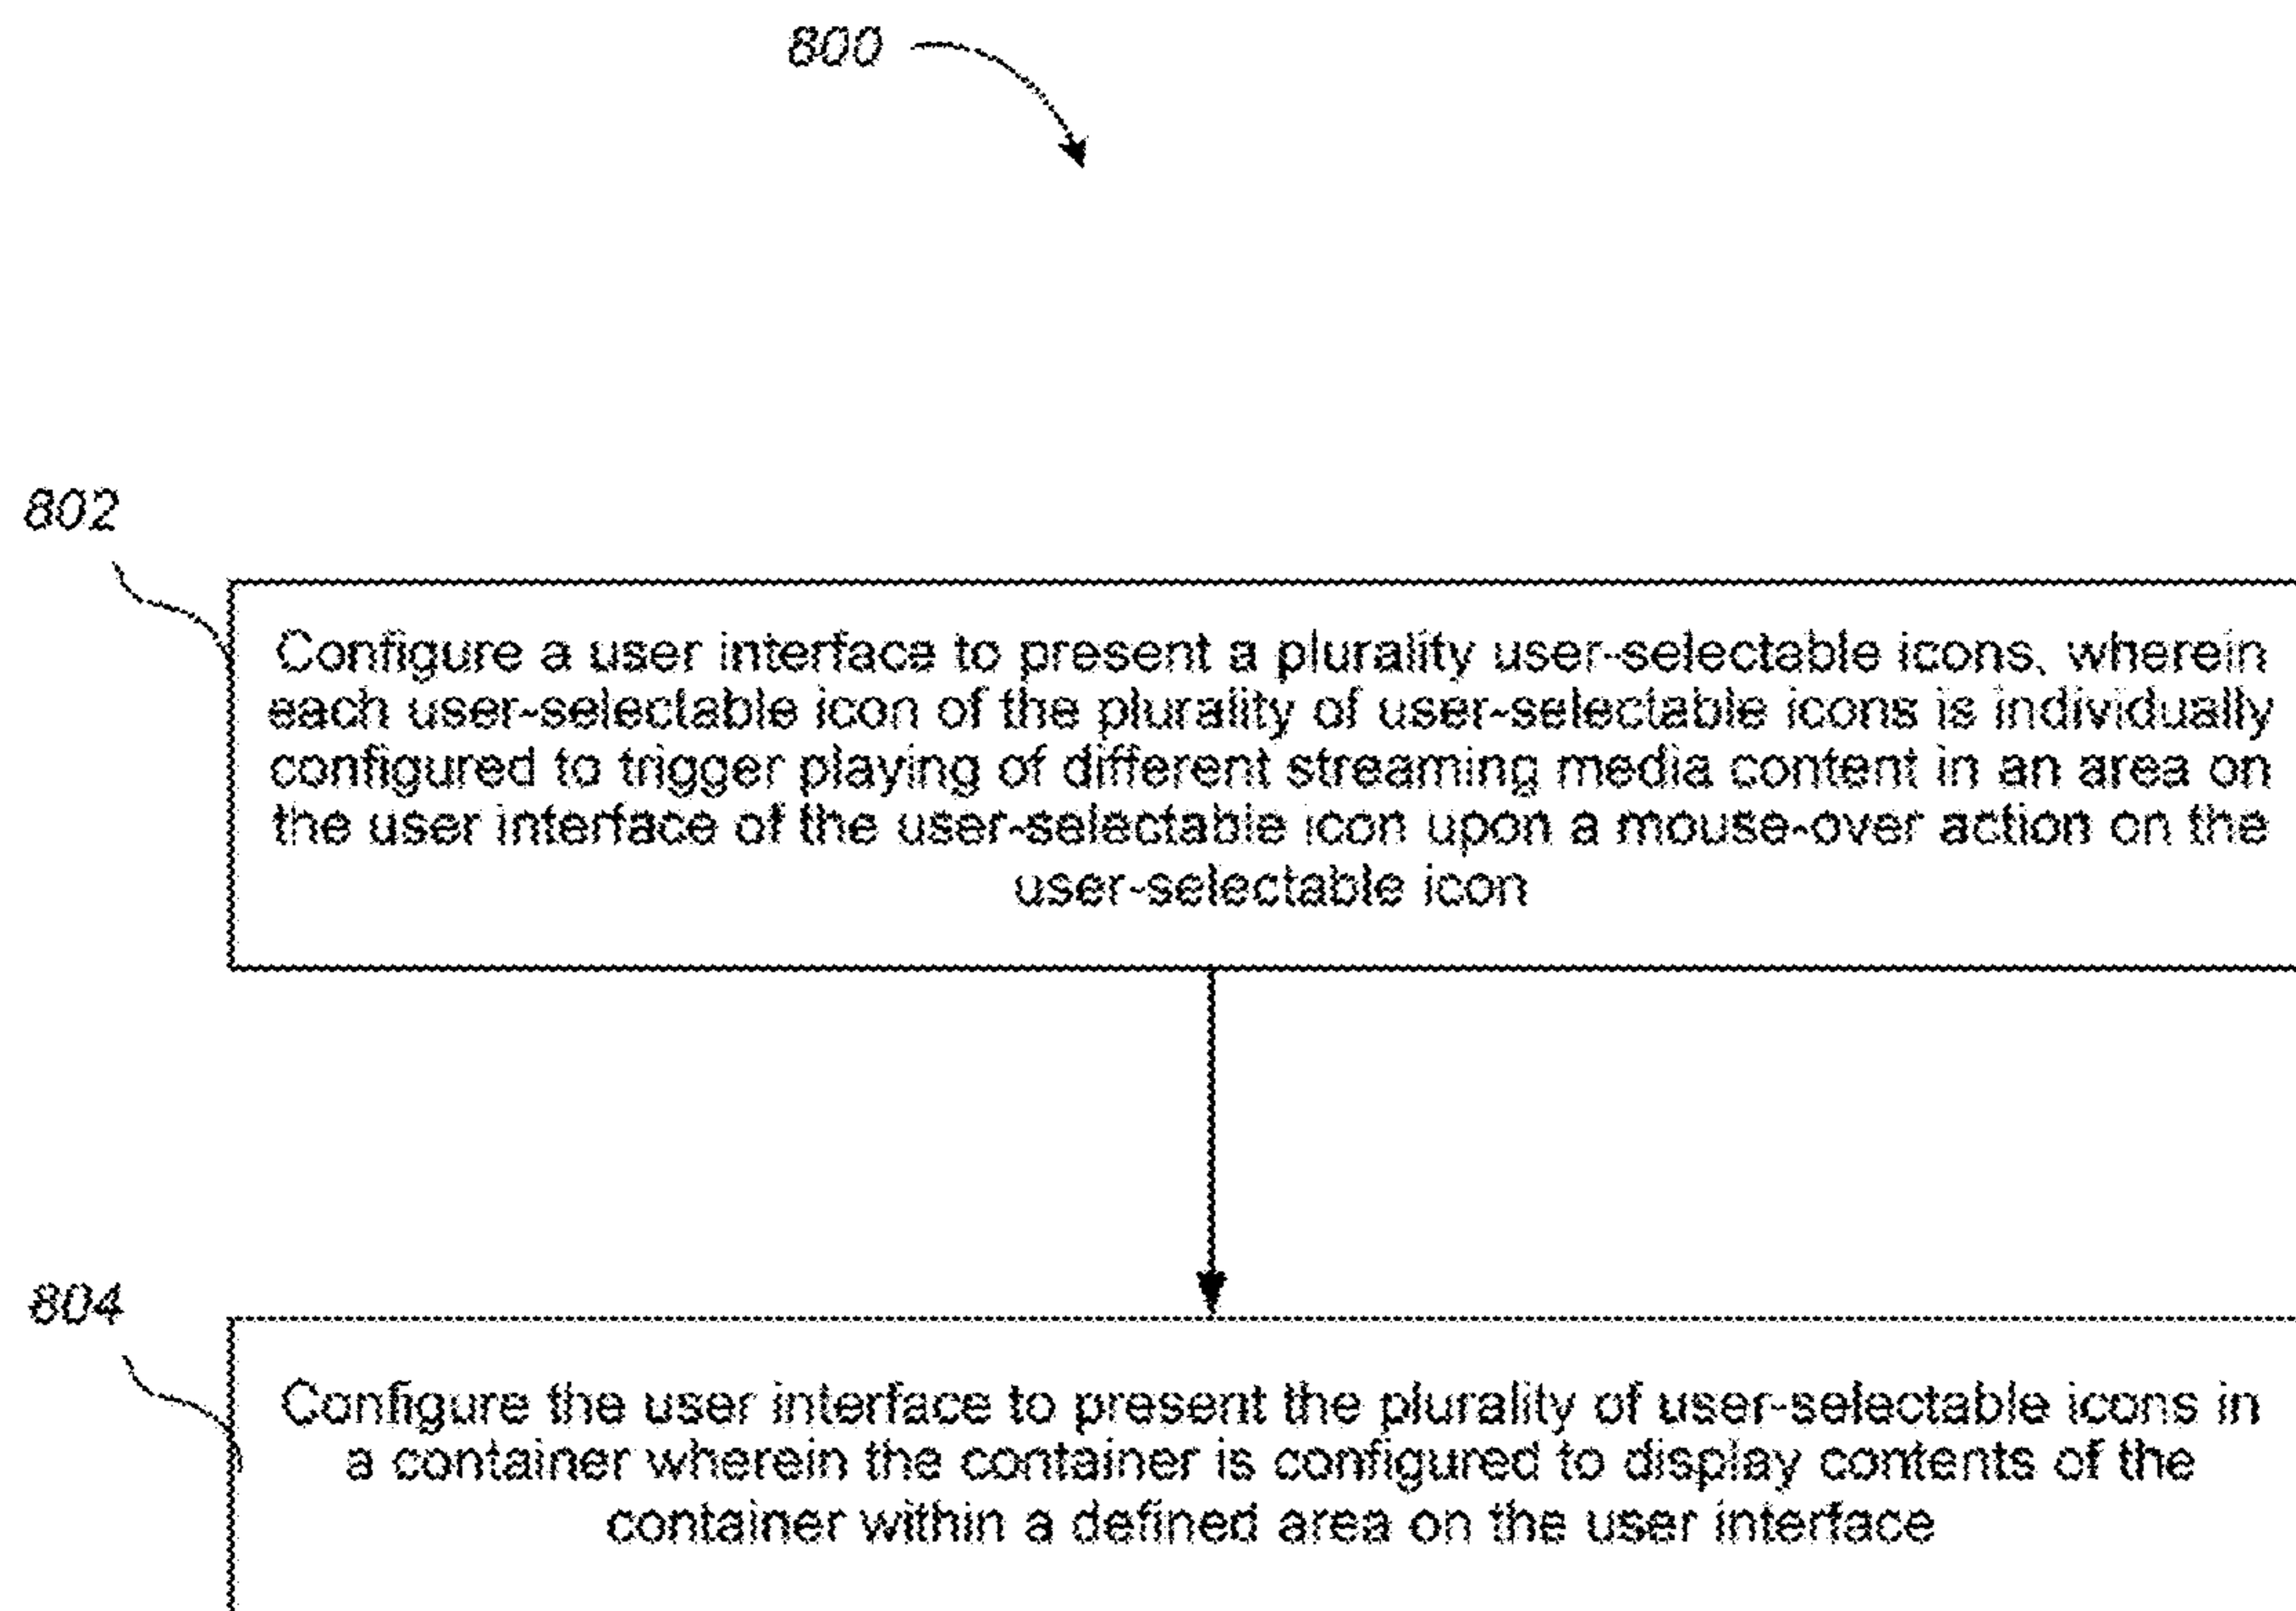 800
802
Configure a user interface to present a plurality user-selectable icons, wherein
each user-selectable icon of the plurality of user-selectable icons is individually
configured to trigger playing of different streaming media content in an area on
the user interface of the user-selectable icon upon a mouse-over action on the
user-selectable icon
804
Configure the user interface to present the plurality of user-selectable icons in
a container wherein the container is configured to display contents of the
container within a defined area on the user interface